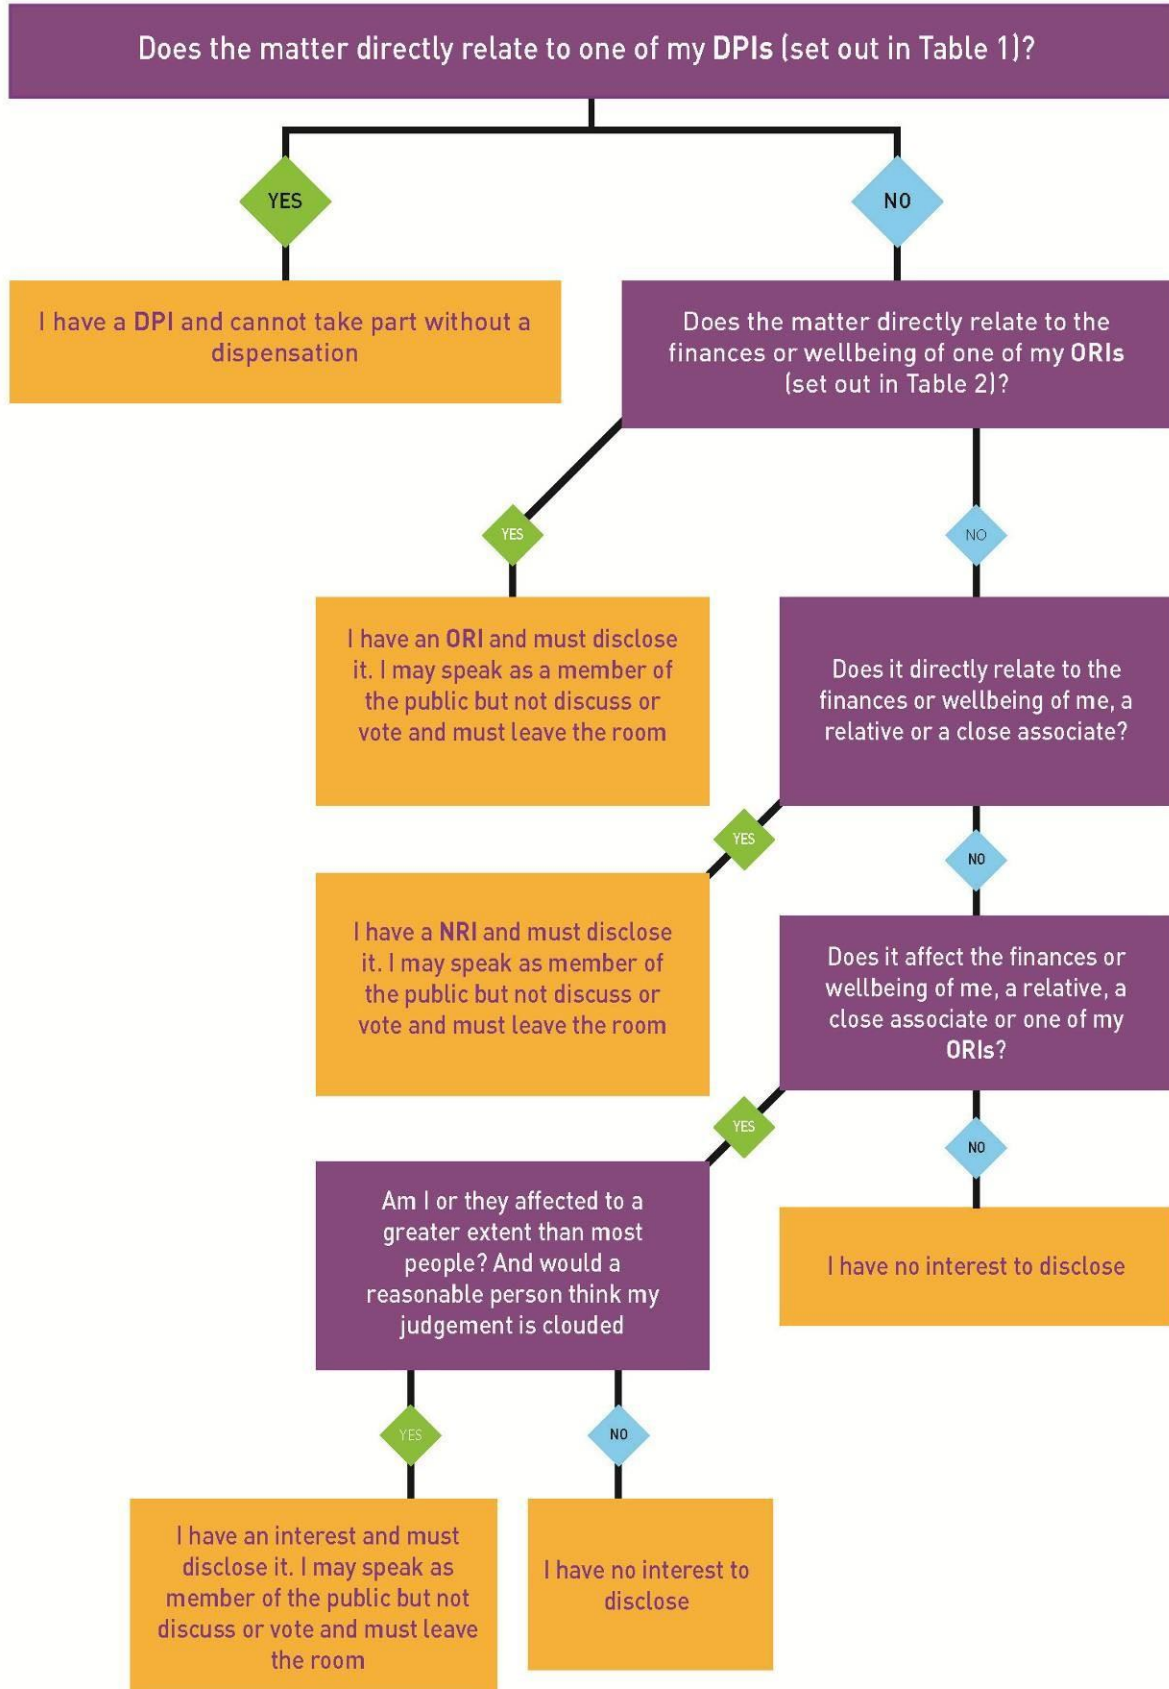 Does the matter directly relate to one of my DPIs (set out in Table 1)?
YES
NO
I have a DPI and cannot take part without a
dispensation
Does the matter directly relate to the
finances or wellbeing of one of my ORIs
(set out in Table 2)?
YES
NO
I have an ORI and must disclose
it. I may speak as a member of
the public but not discuss or
vote and must leave the room
Does it directly relate to the
finances or wellbeing of me, a
relative or a close associate?
YES
NO
I have a NRI and must disclose
it. I may speak as member of
the public but not discuss or
vote and must leave the room
Does it affect the finances or
wellbeing of me, a relative, a
close associate or one of my
ORIs?
YES
NO
Am I or they affected to a
greater extent than most
people? And would a
reasonable person think my
judgement is clouded
I have no interest to disclose
YES
NO
I have an interest and must
disclose it. I may speak as
member of the public but not
discuss or vote and must leave
the room
I have no interest to
disclose